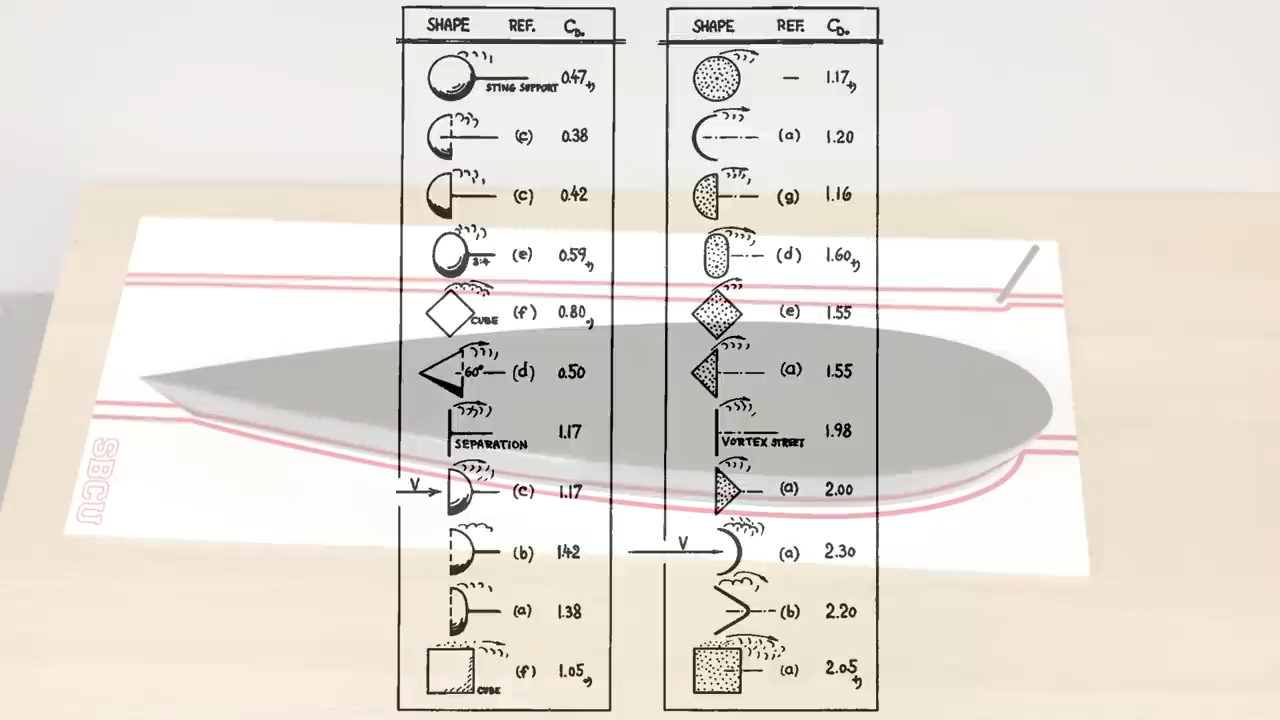 SHAPE REF. CD.
STING SUPPORT 0.47
(c) 0.38
(c) 0.42
3:4 (e) 0.59
CUBE (f) 0.80
60° (d) 0.50
SEPARATION 1.17
V (c) 1.17
(b) 1.42
(a) 1.38
CUBE (f) 1.05
SHAPE REF. CD.
— 1.17
(a) 1.20
(g) 1.16
(d) 1.60
(e) 1.55
(a) 1.55
VORTEX STREET 1.98
(a) 2.00
V (a) 2.30
(b) 2.20
(a) 2.05
SBCU